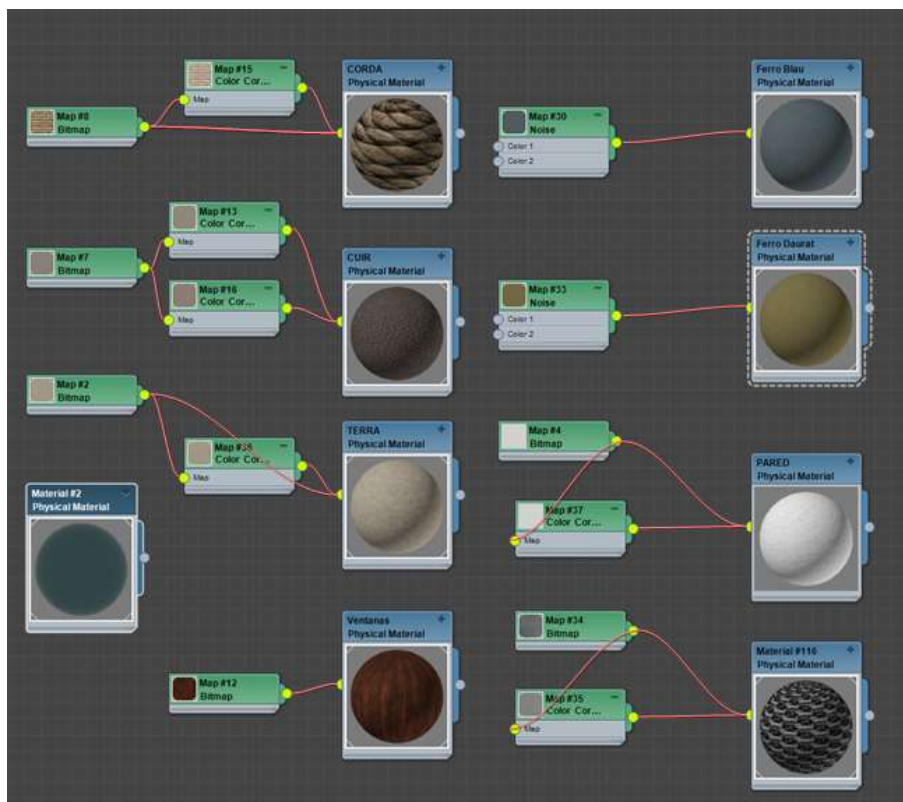 Map #15
Color Cor...
Map
Map #8
Bitmap
CORDA
Physical Material
Map #30
Noise
Color 1
Color 2
Ferro Blau
Physical Material
Map #13
Color Cor...
Map
Map #7
Bitmap
Map #16
Color Cor...
Map
CUIR
Physical Material
Map #33
Noise
Color 1
Color 2
Ferro Daurat
Physical Material
Map #2
Bitmap
Map #36
Color Cor...
Map
TERRA
Physical Material
Map #4
Bitmap
Map #37
Color Cor...
Map
PARED
Physical Material
Material #2
Physical Material
Map #12
Bitmap
Ventanas
Physical Material
Map #34
Bitmap
Map #35
Color Cor...
Map
Material #116
Physical Material